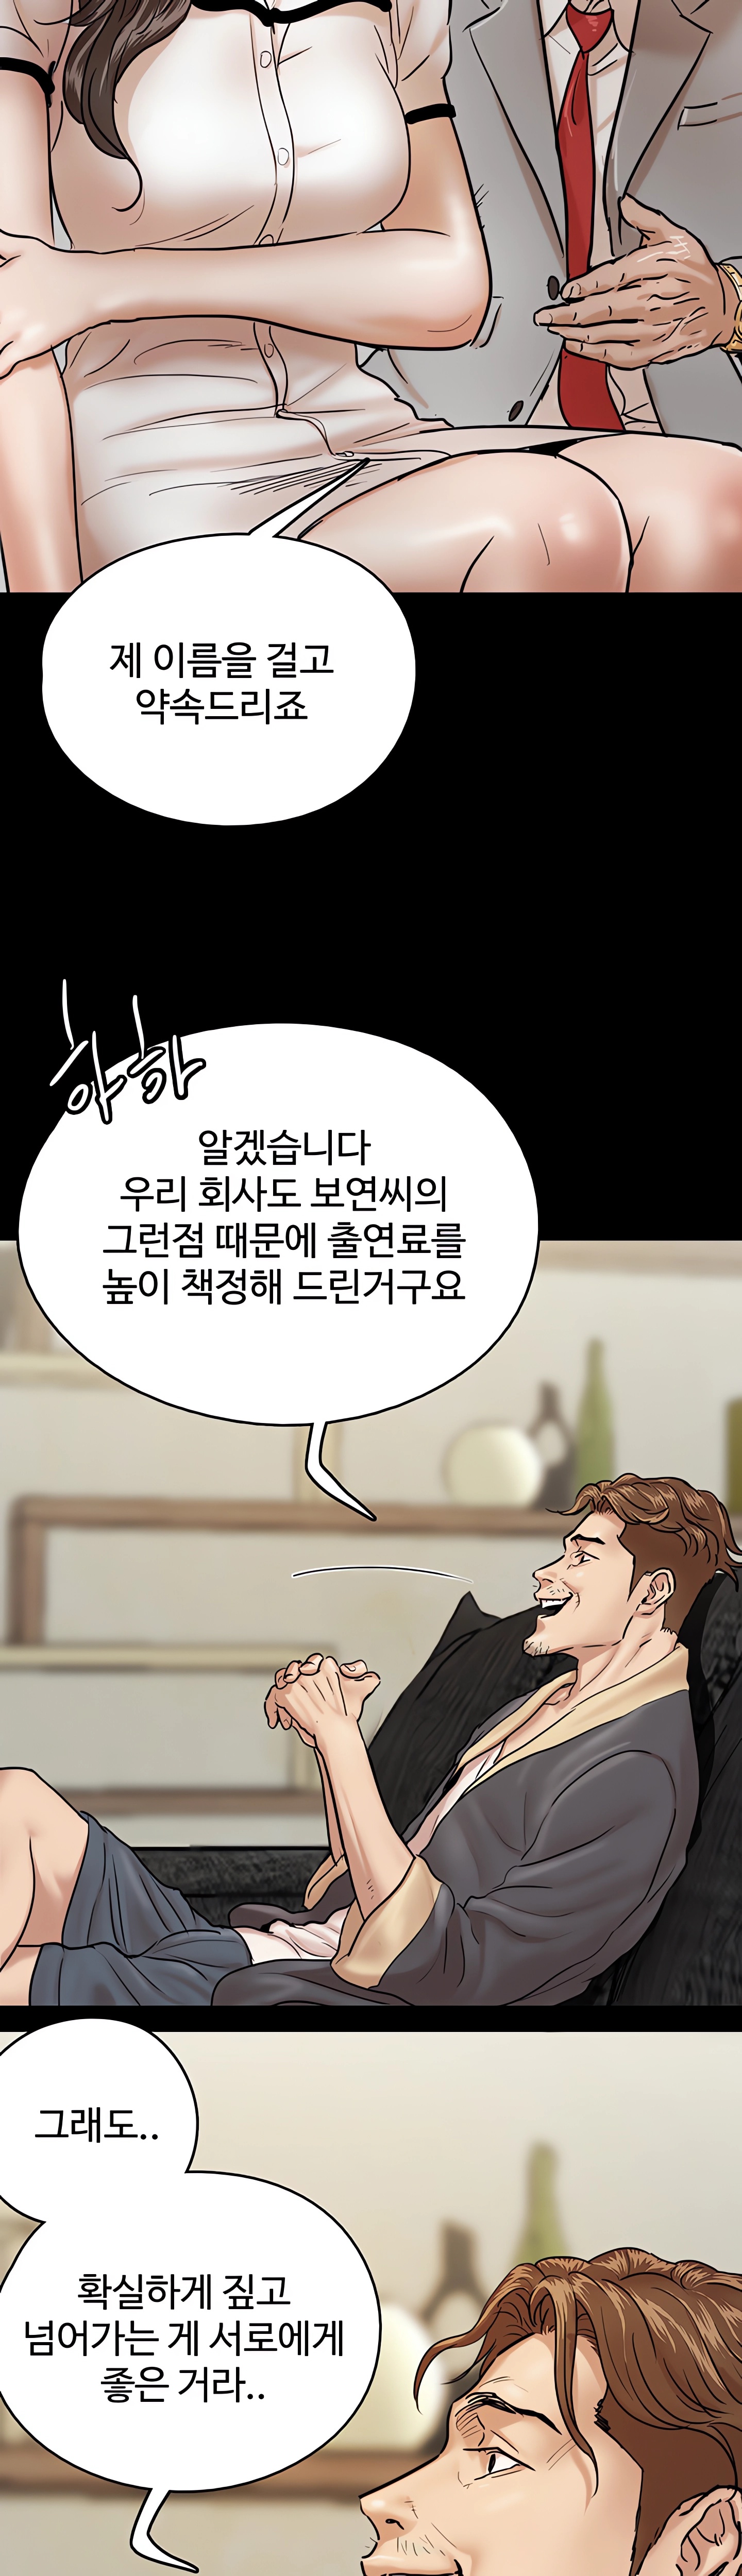 제 이름을 걸고
약속드리죠
아하
알겠습니다
우리 회사도 보연씨의
그런점 때문에 출연료를
높이 책정해 드린거구요
그래도..
확실하게 짚고
넘어가는 게 서로에게
좋은 거라..